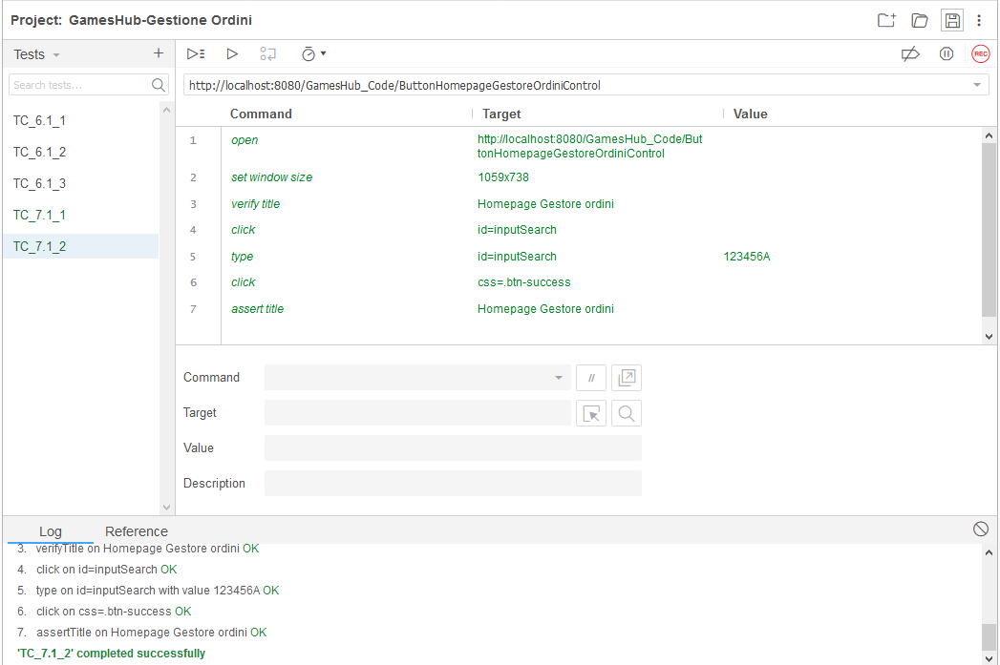 Project: GamesHub-Gestione Ordini
Tests
Search tests...
TC_6.1_1
TC_6.1_2
TC_6.1_3
TC_7.1_1
TC_7.1_2
REC
http://localhost:8080/GamesHub_Code/ButtonHomepageGestoreOrdiniControl
Command Target Value
1 open http://localhost:8080/GamesHub_Code/But
tonHomepageGestoreOrdiniControl
2 set window size 1059x738
3 verify title Homepage Gestore ordini
4 click id=inputSearch
5 type id=inputSearch 123456A
6 click css=.btn-success
7 assert title Homepage Gestore ordini
Command //
Target
Value
Description
Log Reference
3. verifyTitle on Homepage Gestore ordini OK
4. click on id=inputSearch OK
5. type on id=inputSearch with value 123456A OK
6. click on css=.btn-success OK
7. assertTitle on Homepage Gestore ordini OK
'TC_7.1_2' completed successfully